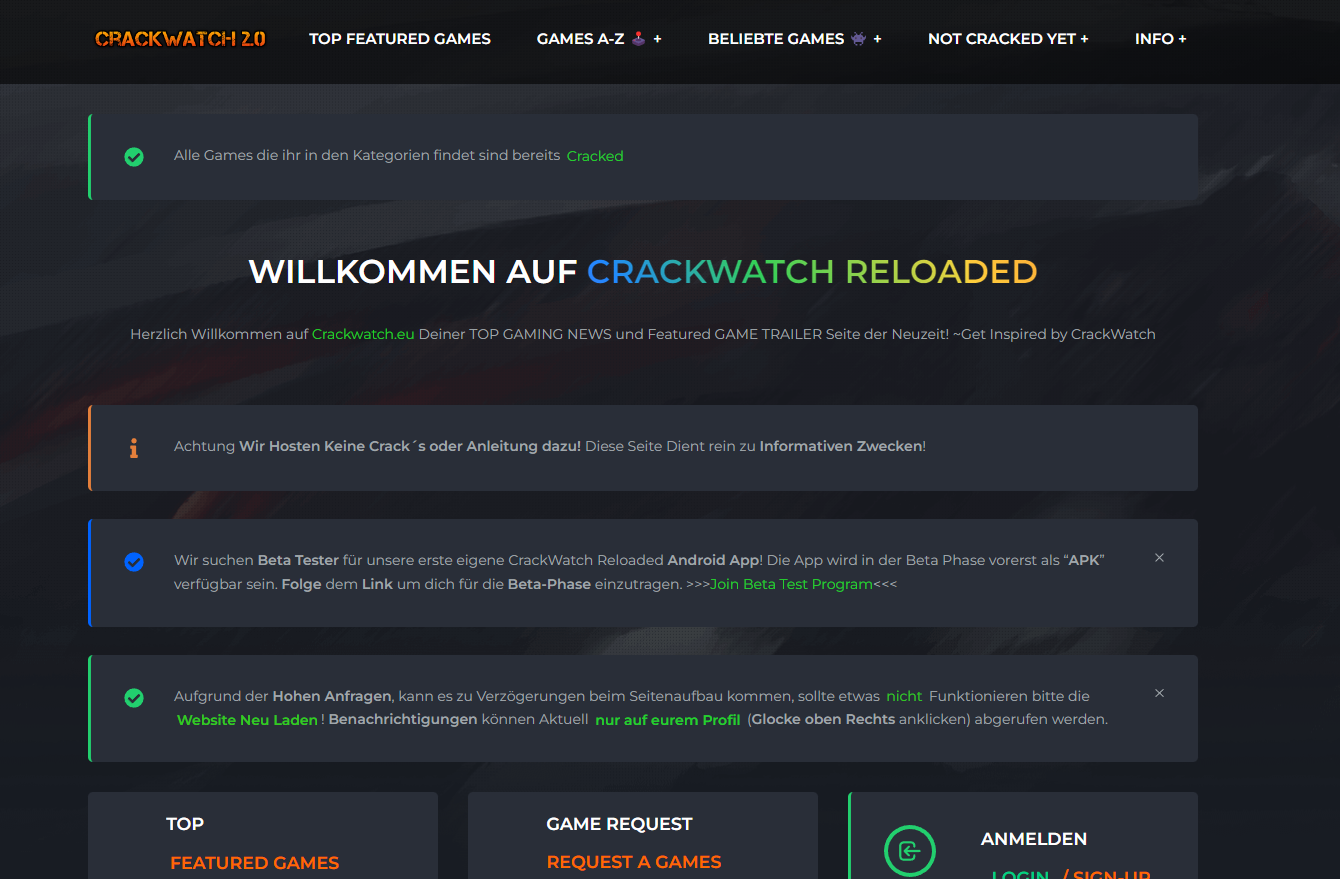 CRACKWATCH 2.0 TOP FEATURED GAMES GAMES A-Z 🕹️ + BELIEBTE GAMES 👾 + NOT CRACKED YET + INFO +
Alle Games die ihr in den Kategorien findet sind bereits Cracked
WILLKOMMEN AUF CRACKWATCH RELOADED
Herzlich Willkommen auf Crackwatch.eu Deiner TOP GAMING NEWS und Featured GAME TRAILER Seite der Neuzeit! ~Get Inspired by CrackWatch
Achtung Wir Hosten Keine Crack´s oder Anleitung dazu! Diese Seite Dient rein zu Informativen Zwecken!
Wir suchen Beta Tester für unsere erste eigene CrackWatch Reloaded Android App! Die App wird in der Beta Phase vorerst als “APK”
verfügbar sein. Folge dem Link um dich für die Beta-Phase einzutragen. >>>Join Beta Test Program<<<
Aufgrund der Hohen Anfragen, kann es zu Verzögerungen beim Seitenaufbau kommen, sollte etwas nicht Funktionieren bitte die
Website Neu Laden ! Benachrichtigungen können Aktuell nur auf eurem Profil (Glocke oben Rechts anklicken) abgerufen werden.
TOP
FEATURED GAMES
GAME REQUEST
REQUEST A GAMES
ANMELDEN
LOGIN / SIGN-UP